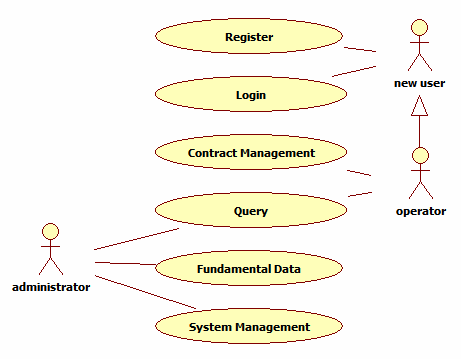 Register
new user
Login
Contract Management
operator
Query
administrator
Fundamental Data
System Management